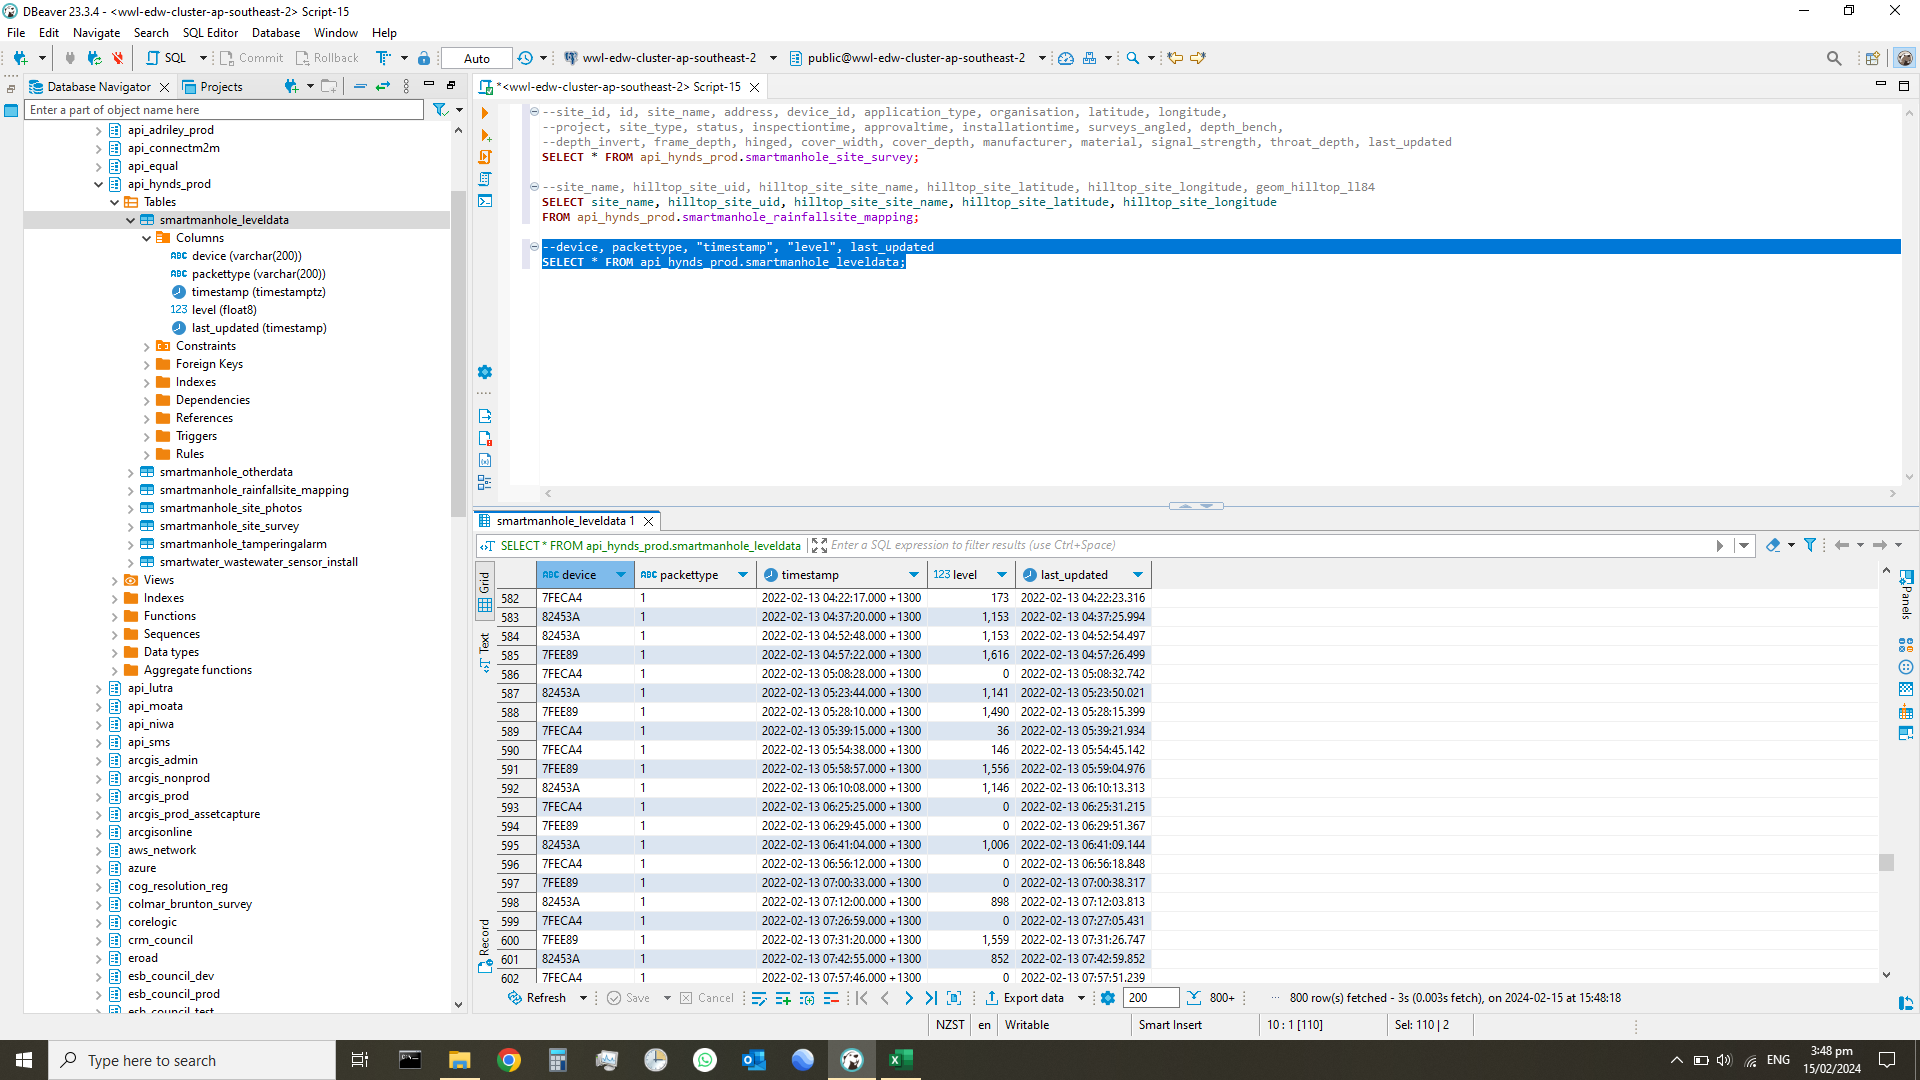 DBeaver 23.3.4 - <wwl-edw-cluster-ap-southeast-2> Script-15
File Edit Navigate Search SQL Editor Database Window Help
SQL Commit Rollback T Auto wwl-edw-cluster-ap-southeast-2 public@wwl-edw-cluster-ap-southeast-2
Database Navigator Projects
Enter a part of object name here
api_adriley_prod
api_connectm2m
api_equal
api_hynds_prod
Tables
smartmanhole_leveldata
Columns
ABC device (varchar(200))
ABC packettype (varchar(200))
timestamp (timestamptz)
123 level (float8)
last_updated (timestamp)
Constraints
Foreign Keys
Indexes
Dependencies
References
Triggers
Rules
smartmanhole_otherdata
smartmanhole_rainfallsite_mapping
smartmanhole_site_photos
smartmanhole_site_survey
smartmanhole_tamperingalarm
smartwater_wastewater_sensor_install
Views
Indexes
Functions
Sequences
Data types
Aggregate functions
api_lutra
api_moata
api_niwa
api_sms
arcgis_admin
arcgis_nonprod
arcgis_prod
arcgis_prod_assetcapture
arcgisonline
aws_network
azure
cog_resolution_reg
colmar_brunton_survey
corelogic
crm_council
eroad
esb_council_dev
esb_council_prod
esb_council_test
*<wwl-edw-cluster-ap-southeast-2> Script-15
--site_id, id, site_name, address, device_id, application_type, organisation, latitude, longitude,
--project, site_type, status, inspectiontime, approvaltime, installationtime, surveys_angled, depth_bench,
--depth_invert, frame_depth, hinged, cover_width, cover_depth, manufacturer, material, signal_strength, throat_depth, last_updated
SELECT * FROM api_hynds_prod.smartmanhole_site_survey;
--site_name, hilltop_site_uid, hilltop_site_site_name, hilltop_site_latitude, hilltop_site_longitude, geom_hilltop_ll84
SELECT site_name, hilltop_site_uid, hilltop_site_site_name, hilltop_site_latitude, hilltop_site_longitude
FROM api_hynds_prod.smartmanhole_rainfallsite_mapping;
--device, packettype, "timestamp", "level", last_updated
SELECT * FROM api_hynds_prod.smartmanhole_leveldata;
smartmanhole_leveldata 1
SELECT * FROM api_hynds_prod.smartmanhole_leveldata Enter a SQL expression to filter results (use Ctrl+Space)
Grid
Text
Record
Panels
ABC device ABC packettype timestamp 123 level last_updated
582 7FECA4 1 2022-02-13 04:22:17.000 +1300 173 2022-02-13 04:22:23.316
583 82453A 1 2022-02-13 04:37:20.000 +1300 1,153 2022-02-13 04:37:25.994
584 82453A 1 2022-02-13 04:52:48.000 +1300 1,153 2022-02-13 04:52:54.497
585 7FEE89 1 2022-02-13 04:57:22.000 +1300 1,616 2022-02-13 04:57:26.499
586 7FECA4 1 2022-02-13 05:08:28.000 +1300 0 2022-02-13 05:08:32.742
587 82453A 1 2022-02-13 05:23:44.000 +1300 1,141 2022-02-13 05:23:50.021
588 7FEE89 1 2022-02-13 05:28:10.000 +1300 1,490 2022-02-13 05:28:15.399
589 7FECA4 1 2022-02-13 05:39:15.000 +1300 36 2022-02-13 05:39:21.934
590 7FECA4 1 2022-02-13 05:54:38.000 +1300 146 2022-02-13 05:54:45.142
591 7FEE89 1 2022-02-13 05:58:57.000 +1300 1,556 2022-02-13 05:59:04.976
592 82453A 1 2022-02-13 06:10:08.000 +1300 1,146 2022-02-13 06:10:13.313
593 7FECA4 1 2022-02-13 06:25:25.000 +1300 0 2022-02-13 06:25:31.215
594 7FEE89 1 2022-02-13 06:29:45.000 +1300 0 2022-02-13 06:29:51.367
595 82453A 1 2022-02-13 06:41:04.000 +1300 1,006 2022-02-13 06:41:09.144
596 7FECA4 1 2022-02-13 06:56:12.000 +1300 0 2022-02-13 06:56:18.848
597 7FEE89 1 2022-02-13 07:00:33.000 +1300 0 2022-02-13 07:00:38.317
598 82453A 1 2022-02-13 07:12:00.000 +1300 898 2022-02-13 07:12:03.813
599 7FECA4 1 2022-02-13 07:26:59.000 +1300 0 2022-02-13 07:27:05.431
600 7FEE89 1 2022-02-13 07:31:20.000 +1300 1,559 2022-02-13 07:31:26.747
601 82453A 1 2022-02-13 07:42:55.000 +1300 852 2022-02-13 07:42:59.852
602 7FECA4 1 2022-02-13 07:57:46.000 +1300 0 2022-02-13 07:57:51.239
Refresh Save Cancel Export data 200 800+ 800 row(s) fetched - 3s (0.003s fetch), on 2024-02-15 at 15:48:18
NZST en Writable Smart Insert 10 : 1 [110] Sel: 110 | 2
Type here to search
ENG
3:48 pm
15/02/2024